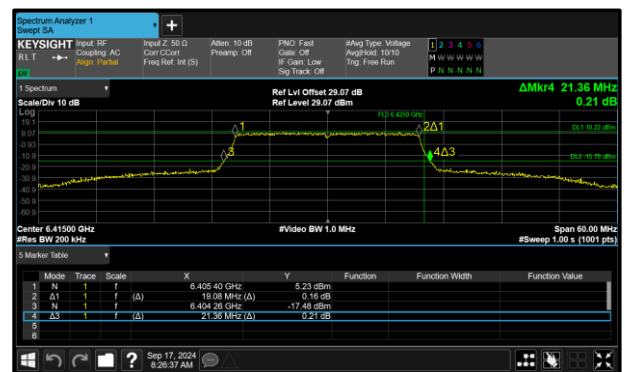 Spectrum Analyzer 1
Swept SA
+
KEYSIGHT Input: RF Input Z: 50 Ω Atten: 10 dB PNO: Fast #Avg Type: Voltage 1 2 3 4 5 6
R L T Coupling: AC Corr CCorr Preamp: Off Gate: Off Avg|Hold: 10/10 M W W W W W
Align: Partial Freq Ref: Int (S) IF Gain: Low Trig: Free Run
Sig Track: Off P N N N N N
LW
1 Spectrum Ref Lvl Offset 29.07 dB ΔMkr4 21.36 MHz
Scale/Div 10 dB Ref Level 29.07 dBm 0.21 dB
Log
19.1 FL3 6.4250 GHz
9.07 1 2Δ1 DL1 10.22 dBm
-0.93
-10.9 3 4Δ3 DL2 -15.78 dBm
-20.9
-30.9
-40.9
-50.9
-60.9
Center 6.41500 GHz #Video BW 1.0 MHz Span 60.00 MHz
#Res BW 200 kHz #Sweep 1.00 s (1001 pts)
5 Marker Table
Mode Trace Scale X Y Function Function Width Function Value
1 N 1 f 6.405 40 GHz 5.23 dBm
2 Δ1 1 f (Δ) 19.08 MHz (Δ) 0.16 dB
3 N 1 f 6.404 26 GHz -17.48 dBm
4 Δ3 1 f (Δ) 21.36 MHz (Δ) 0.21 dB
5
6
? Sep 17, 2024
8:26:37 AM